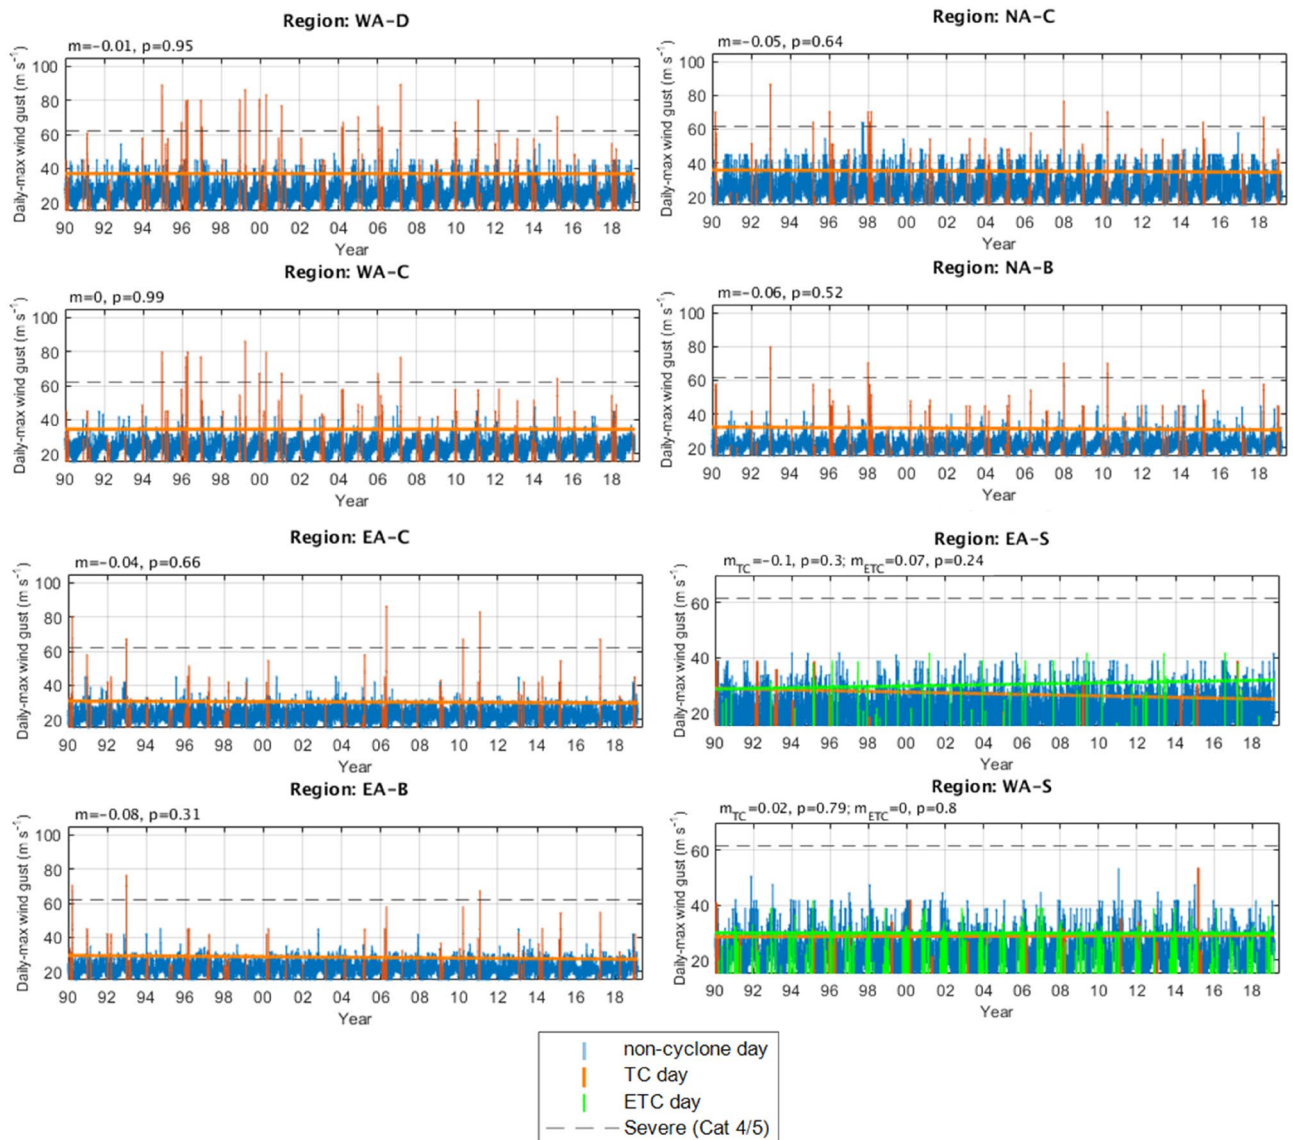 Region: WA-D
m=-0.01, p=0.95
Daily-max wind gust (m s⁻¹)
100
80
60
40
20
90 92 94 96 98 00 02 04 06 08 10 12 14 16 18
Year
Region: NA-C
m=-0.05, p=0.64
Daily-max wind gust (m s⁻¹)
100
80
60
40
20
90 92 94 96 98 00 02 04 06 08 10 12 14 16 18
Year
Region: WA-C
m=0, p=0.99
Daily-max wind gust (m s⁻¹)
100
80
60
40
20
90 92 94 96 98 00 02 04 06 08 10 12 14 16 18
Year
Region: NA-B
m=-0.06, p=0.52
Daily-max wind gust (m s⁻¹)
100
80
60
40
20
90 92 94 96 98 00 02 04 06 08 10 12 14 16 18
Year
Region: EA-C
m=-0.04, p=0.66
Daily-max wind gust (m s⁻¹)
100
80
60
40
20
90 92 94 96 98 00 02 04 06 08 10 12 14 16 18
Year
Region: EA-S
m_TC=-0.1, p=0.3; m_ETC=0.07, p=0.24
Daily-max wind gust (m s⁻¹)
60
40
20
90 92 94 96 98 00 02 04 06 08 10 12 14 16 18
Year
Region: EA-B
m=-0.08, p=0.31
Daily-max wind gust (m s⁻¹)
100
80
60
40
20
90 92 94 96 98 00 02 04 06 08 10 12 14 16 18
Year
Region: WA-S
m_TC=0.02, p=0.79; m_ETC=0, p=0.8
Daily-max wind gust (m s⁻¹)
60
40
20
90 92 94 96 98 00 02 04 06 08 10 12 14 16 18
Year
non-cyclone day
TC day
ETC day
Severe (Cat 4/5)